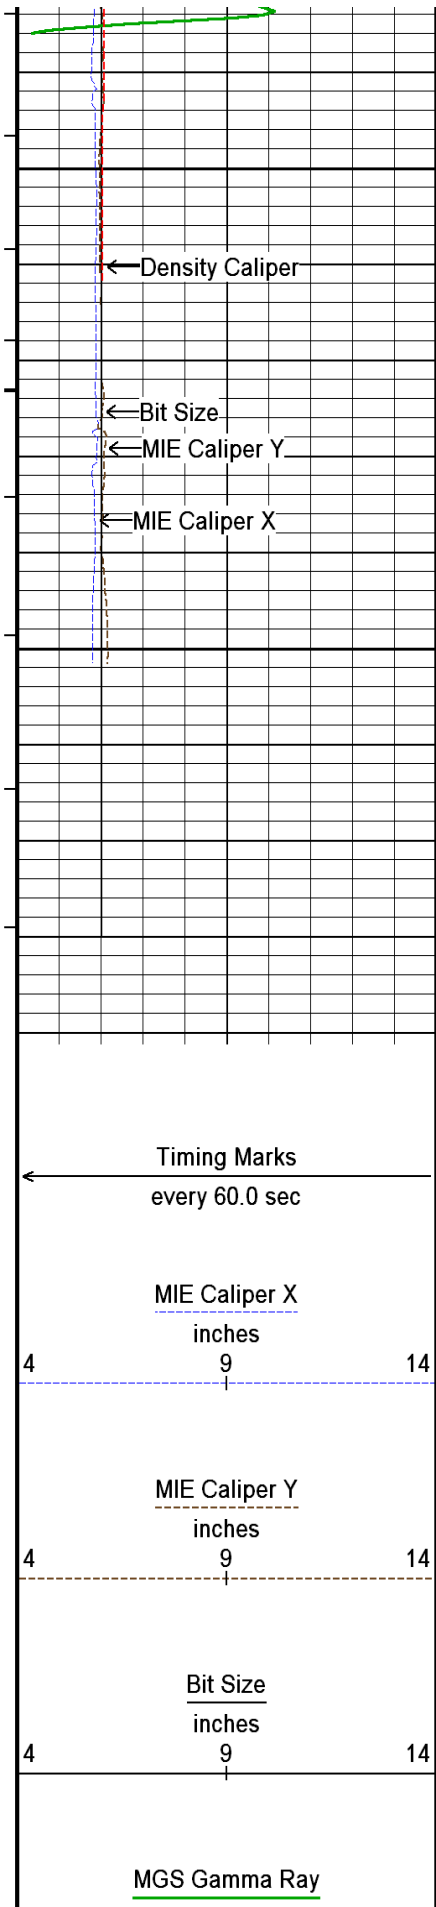 Density Caliper
Bit Size
MIE Caliper Y
MIE Caliper X
Timing Marks
every 60.0 sec
MIE Caliper X
inches
4 9 14
MIE Caliper Y
inches
4 9 14
Bit Size
inches
4 9 14
MGS Gamma Ray